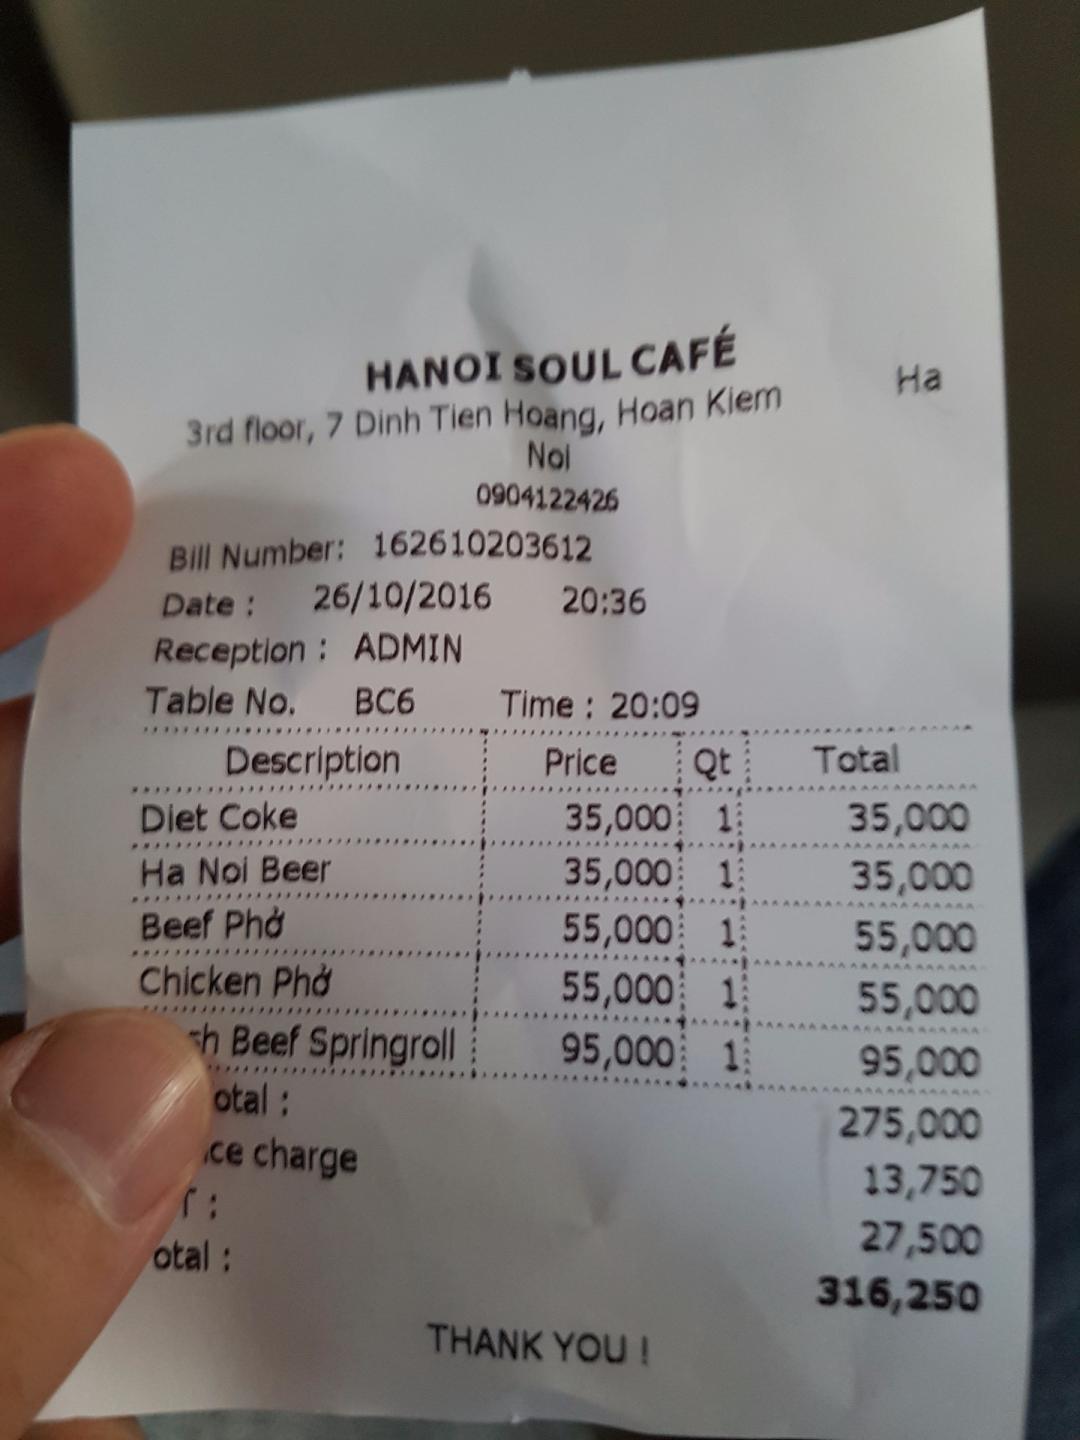 HANOI SOUL CAFÉ
3rd floor, 7 Dinh Tien Hoang, Hoan Kiem Ha
Noi
0904122426
Bill Number: 162610203612
Date : 26/10/2016 20:36
Reception : ADMIN
Table No. BC6 Time : 20:09
Description Price Qt Total
Diet Coke 35,000 1 35,000
Ha Noi Beer 35,000 1 35,000
Beef Phở 55,000 1 55,000
Chicken Phở 55,000 1 55,000
Beef Springroll 95,000 1 95,000
otal : 275,000
charge 13,750
27,500
otal : 316,250
THANK YOU !